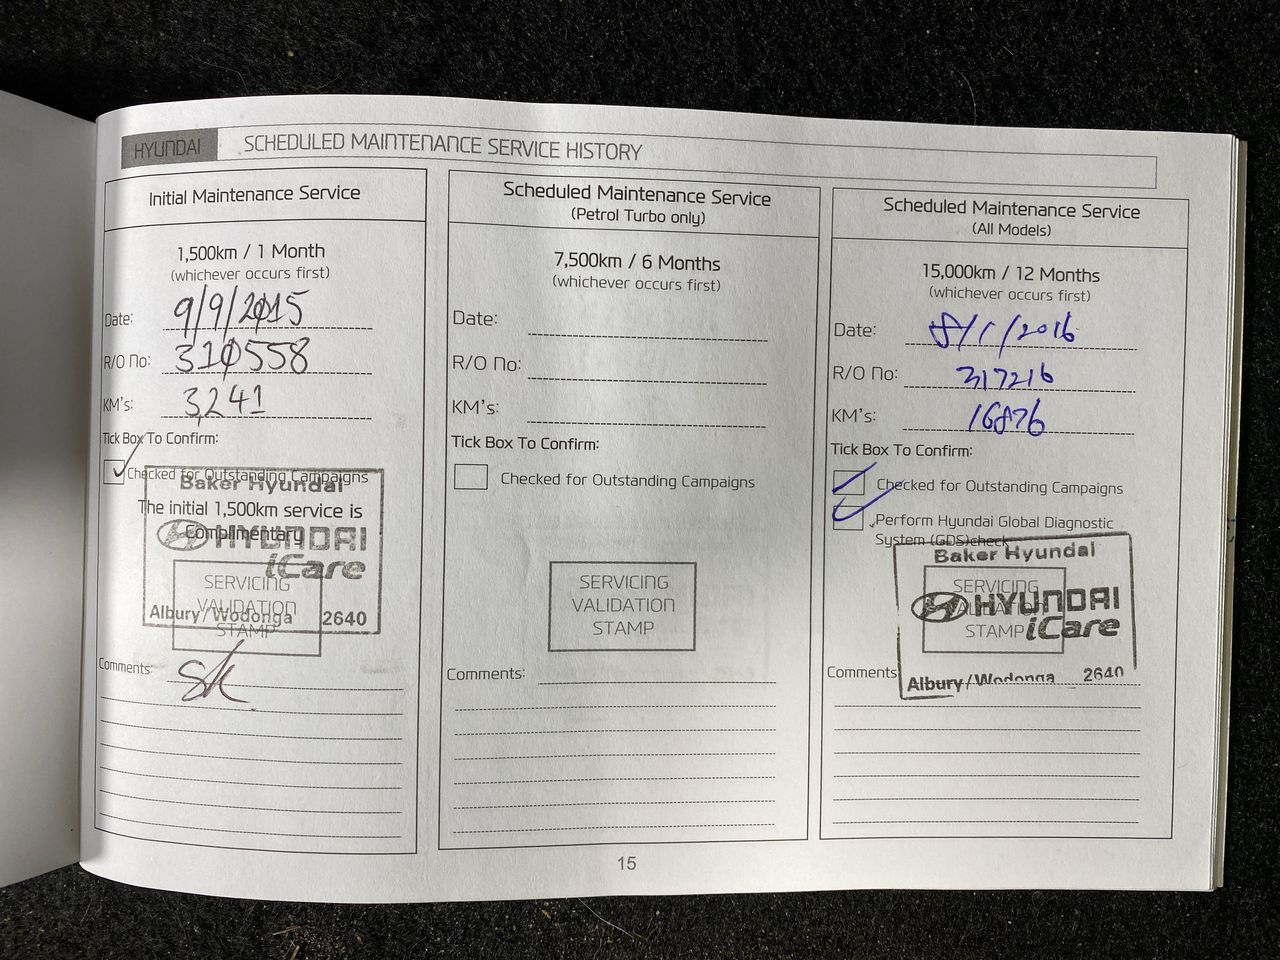 HYUNDAI SCHEDULED MAINTENANCE SERVICE HISTORY
Initial Maintenance Service
1,500km / 1 Month
(whichever occurs first)
Date: 9/9/2015
R/O No: 310558
KM's: 3,241
Tick Box To Confirm:
Checked for Outstanding Campaigns
The initial 1,500km service is
Complimentary
Baker Hyundai
HYUNDAI
iCare
Albury/Wodonga 2640
SERVICING
VALIDATION
STAMP
Comments:
Scheduled Maintenance Service
(Petrol Turbo only)
7,500km / 6 Months
(whichever occurs first)
Date:
R/O No:
KM's:
Tick Box To Confirm:
Checked for Outstanding Campaigns
SERVICING
VALIDATION
STAMP
Comments:
Scheduled Maintenance Service
(All Models)
15,000km / 12 Months
(whichever occurs first)
Date: 8/1/2016
R/O No: 317216
KM's: 16876
Tick Box To Confirm:
Checked for Outstanding Campaigns
Perform Hyundai Global Diagnostic
System (GDS)check
Baker Hyundai
HYUNDAI
iCare
Albury/Wodonga 2640
SERVICING
VALIDATION
STAMP
Comments
15